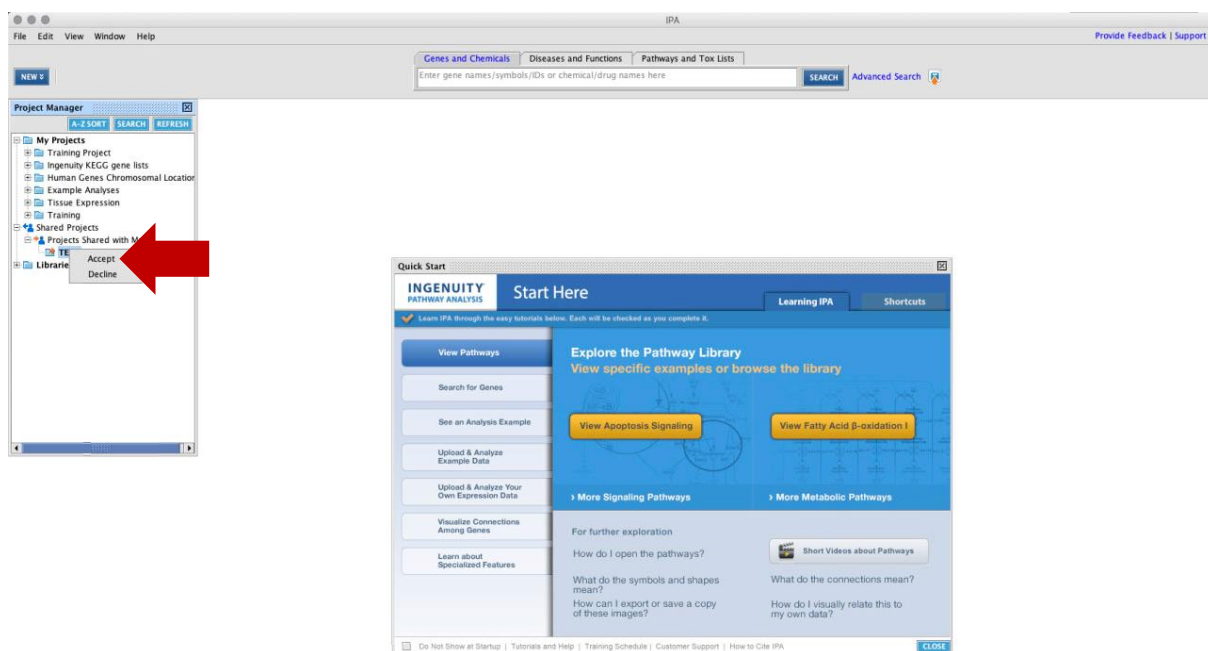 IPA
File Edit View Window Help
Provide Feedback | Support
Genes and Chemicals Diseases and Functions Pathways and Tox Lists
NEW
Enter gene names/symbols/IDs or chemical/drug names here
SEARCH
Advanced Search
Project Manager
A-Z SORT SEARCH REFRESH
My Projects
Training Project
Ingenuity KEGG gene lists
Human Genes Chromosomal Location
Example Analyses
Tissue Expression
Training
Shared Projects
Projects Shared with M
TE
Accept
Librarie
Decline
Quick Start
INGENUITY
PATHWAY ANALYSIS
Start Here
Learning IPA
Shortcuts
Learn IPA through the easy tutorials below. Each will be checked as you complete it.
View Pathways
Search for Genes
See an Analysis Example
Upload & Analyze
Example Data
Upload & Analyze Your
Own Expression Data
Visualize Connections
Among Genes
Learn about
Specialized Features
Explore the Pathway Library
View specific examples or browse the library
View Apoptosis Signaling
View Fatty Acid β-oxidation I
› More Signaling Pathways
› More Metabolic Pathways
For further exploration
How do I open the pathways?
Short Videos about Pathways
What do the symbols and shapes
mean?
What do the connections mean?
How can I export or save a copy
of these images?
How do I visually relate this to
my own data?
Do Not Show at Startup | Tutorials and Help | Training Schedule | Customer Support | How to Cite IPA
CLOSE